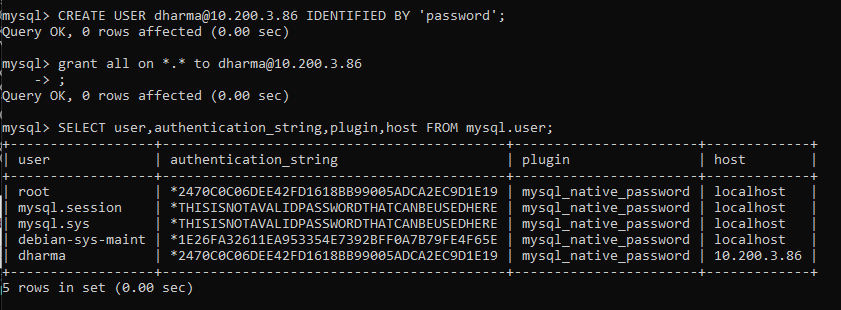 mysql> CREATE USER dharma@10.200.3.86 IDENTIFIED BY 'password';
Query OK, 0 rows affected (0.00 sec)

mysql> grant all on *.* to dharma@10.200.3.86
    -> ;
Query OK, 0 rows affected (0.00 sec)

mysql> SELECT user,authentication_string,plugin,host FROM mysql.user;
+------------------+-------------------------------------------+-----------------------+-------------+
| user             | authentication_string                     | plugin                | host        |
+------------------+-------------------------------------------+-----------------------+-------------+
| root             | *2470C0C06DEE42FD1618BB99005ADCA2EC9D1E19 | mysql_native_password | localhost   |
| mysql.session    | *THISISNOTAVALIDPASSWORDTHATCANBEUSEDHERE | mysql_native_password | localhost   |
| mysql.sys        | *THISISNOTAVALIDPASSWORDTHATCANBEUSEDHERE | mysql_native_password | localhost   |
| debian-sys-maint | *1E26FA32611EA953354E7392BFF0A7B79FE4F65E | mysql_native_password | localhost   |
| dharma           | *2470C0C06DEE42FD1618BB99005ADCA2EC9D1E19 | mysql_native_password | 10.200.3.86 |
+------------------+-------------------------------------------+-----------------------+-------------+
5 rows in set (0.00 sec)